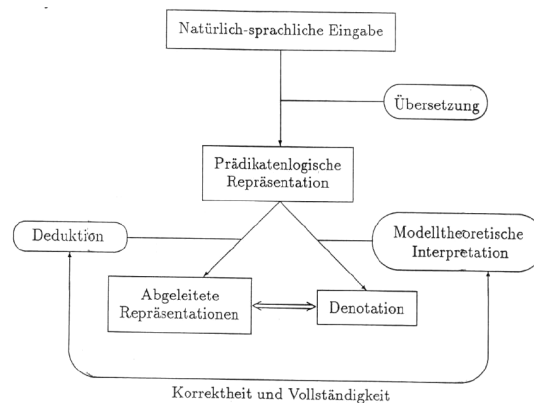 Natürlich-sprachliche Eingabe
Übersetzung
Prädikatenlogische
Repräsentation
Deduktion
Modelltheoretische
Interpretation
Abgeleitete
Repräsentationen
Denotation
Korrektheit und Vollständigkeit